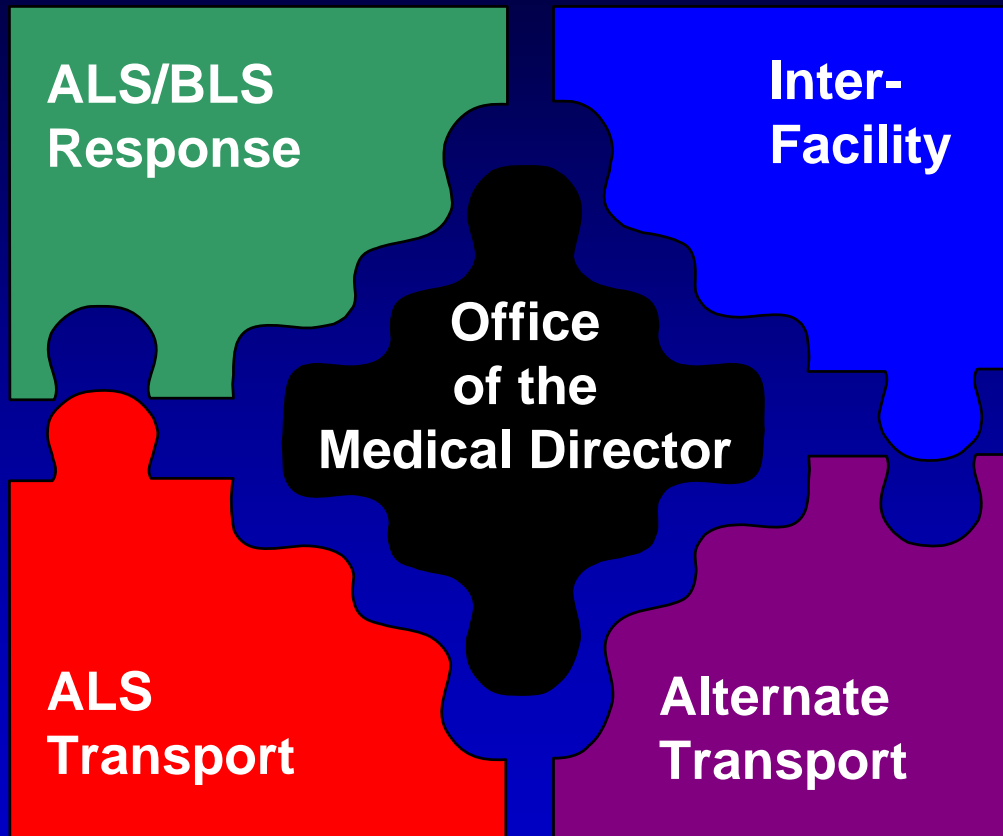 ALS/BLS
Response
Inter-
Facility
Office
of the
Medical Director
ALS
Transport
Alternate
Transport